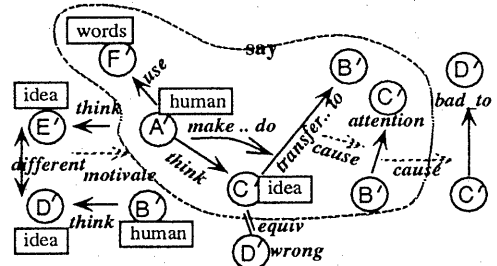 words
say
F'
use
B'
D'
idea
human
C'
bad_to
think
E'
A'
make .. do
transfer..to
attention
different
think
cause
motivate
cause
C'
idea
D'
think
B'
B'
C'
idea
human
equiv
D'
wrong